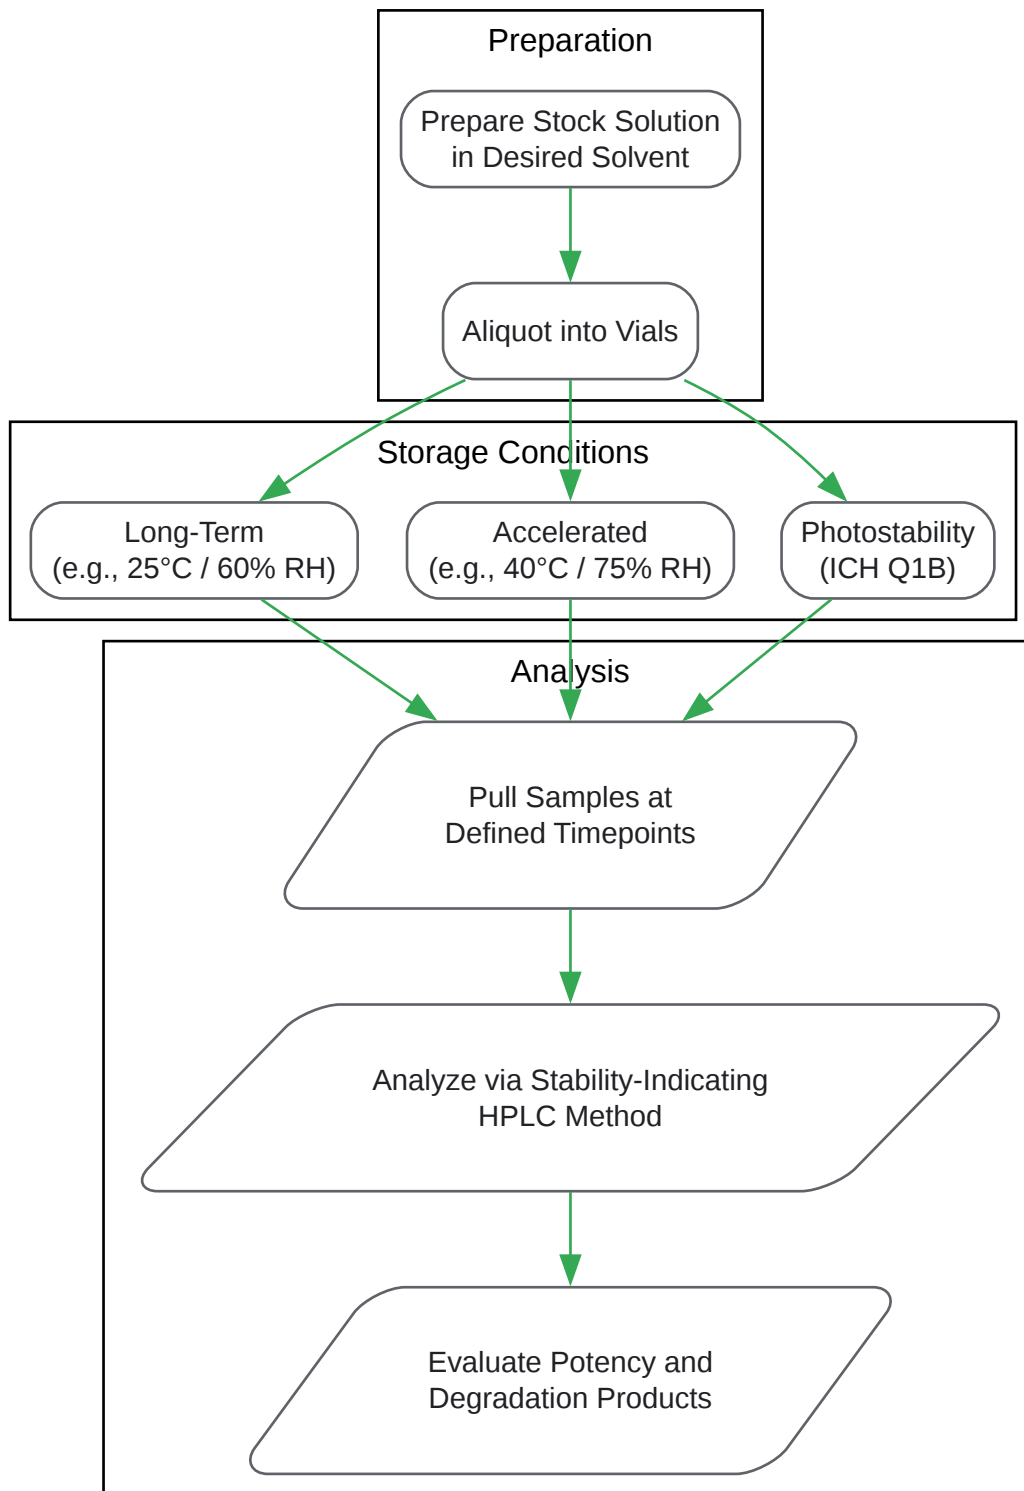 Preparation
Prepare Stock Solution
in Desired Solvent
Aliquot into Vials
Storage Conditions
Long-Term
(e.g., 25°C / 60% RH)
Accelerated
(e.g., 40°C / 75% RH)
Photostability
(ICH Q1B)
Analysis
Pull Samples at
Defined Timepoints
Analyze via Stability-Indicating
HPLC Method
Evaluate Potency and
Degradation Products